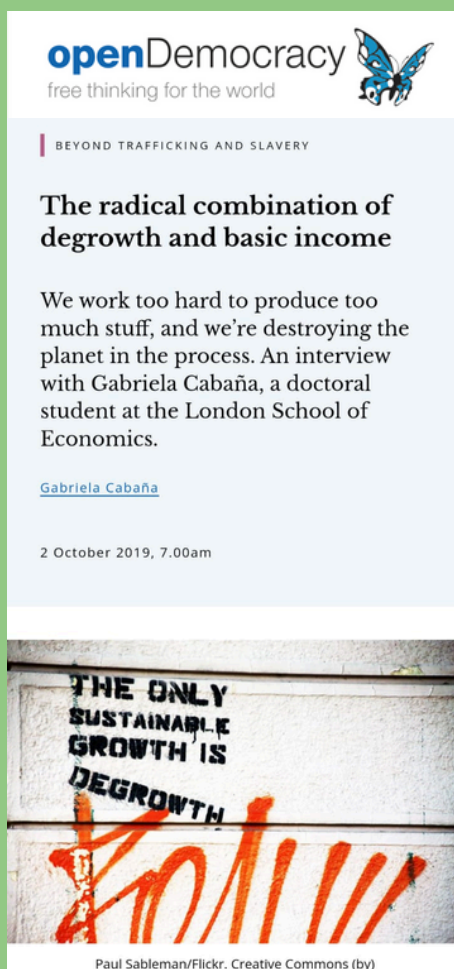 openDemocracy
free thinking for the world
BEYOND TRAFFICKING AND SLAVERY
The radical combination of
degrowth and basic income
We work too hard to produce too
much stuff, and we’re destroying the
planet in the process. An interview
with Gabriela Cabaña, a doctoral
student at the London School of
Economics.
Gabriela Cabaña
2 October 2019, 7.00am
THE ONLY
SUSTAINABLE
GROWTH IS
DEGROWTH
Paul Sableman/Flickr. Creative Commons (by)